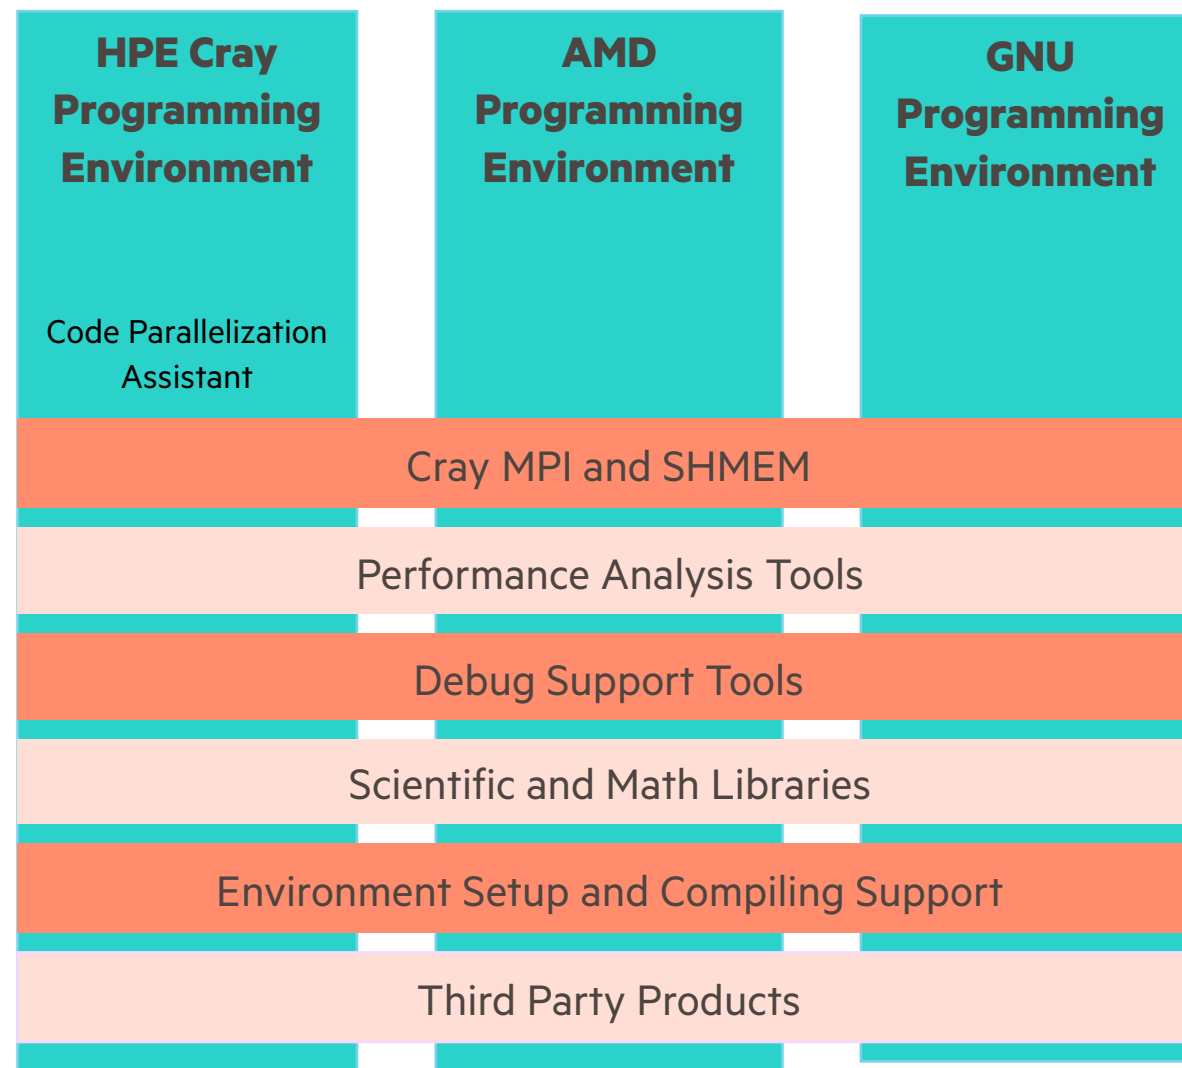 HPE Cray
Programming
Environment
AMD
Programming
Environment
GNU
Programming
Environment
Code Parallelization
Assistant
Cray MPI and SHMEM
Performance Analysis Tools
Debug Support Tools
Scientific and Math Libraries
Environment Setup and Compiling Support
Third Party Products